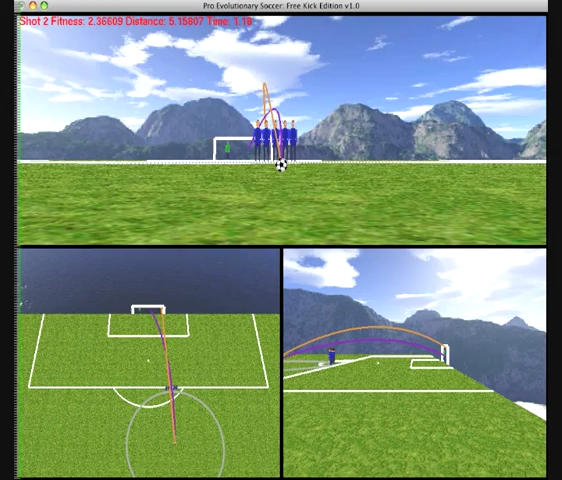 Pro Evolutionary Soccer: Free Kick Edition v1.0
Shot 2 Fitness: 2.36609 Distance: 5.15807 Time: 1.18